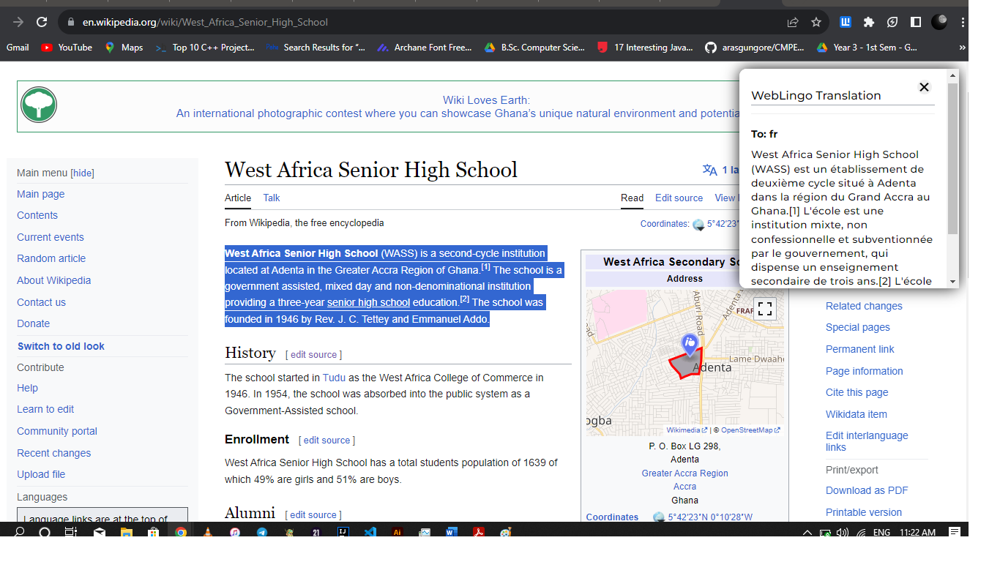 en.wikipedia.org/wiki/West_Africa_Senior_High_School
Gmail YouTube Maps Top 10 C++ Project... Search Results for "... Archane Font Free... B.Sc. Computer Scie... 17 Interesting Java... arasgungore/CMPE... Year 3 - 1st Sem - G... »
Wiki Loves Earth:
An international photographic contest where you can showcase Ghana's unique natural environment and potentia
WebLingo Translation
To: fr
West Africa Senior High School
(WASS) est un établissement de
deuxième cycle situé à Adenta
dans la région du Grand Accra au
Ghana.[1] L'école est une
institution mixte, non
confessionnelle et subventionnée
par le gouvernement, qui
dispense un enseignement
secondaire de trois ans.[2] L'école
Main menu [hide]
Main page
Contents
Current events
Random article
About Wikipedia
Contact us
Donate
Switch to old look
Contribute
Help
Learn to edit
Community portal
Recent changes
Upload file
Languages
Language links are at the top of
West Africa Senior High School
1 la
Article Talk
Read Edit source View
From Wikipedia, the free encyclopedia
Coordinates: 5°42′23″
West Africa Senior High School (WASS) is a second-cycle institution
located at Adenta in the Greater Accra Region of Ghana.[1] The school is a
government assisted, mixed day and non-denominational institution
providing a three-year senior high school education.[2] The school was
founded in 1946 by Rev. J. C. Tettey and Emmanuel Addo.
History [ edit source ]
The school started in Tudu as the West Africa College of Commerce in
1946. In 1954, the school was absorbed into the public system as a
Government-Assisted school.
Enrollment [ edit source ]
West Africa Senior High School has a total students population of 1639 of
which 49% are girls and 51% are boys.
Alumni [ edit source ]
West Africa Secondary Sc
Address
Aburi Road
Adenta
FRAF
Lame Dwaahe
Adenta
ogba
Wikimedia | © OpenStreetMap
P. O. Box LG 298,
Adenta
Greater Accra Region
Accra
Ghana
Coordinates 5°42′23″N 0°10′28″W
Related changes
Special pages
Permanent link
Page information
Cite this page
Wikidata item
Edit interlanguage
links
Print/export
Download as PDF
Printable version
21 Ai ENG 11:22 AM